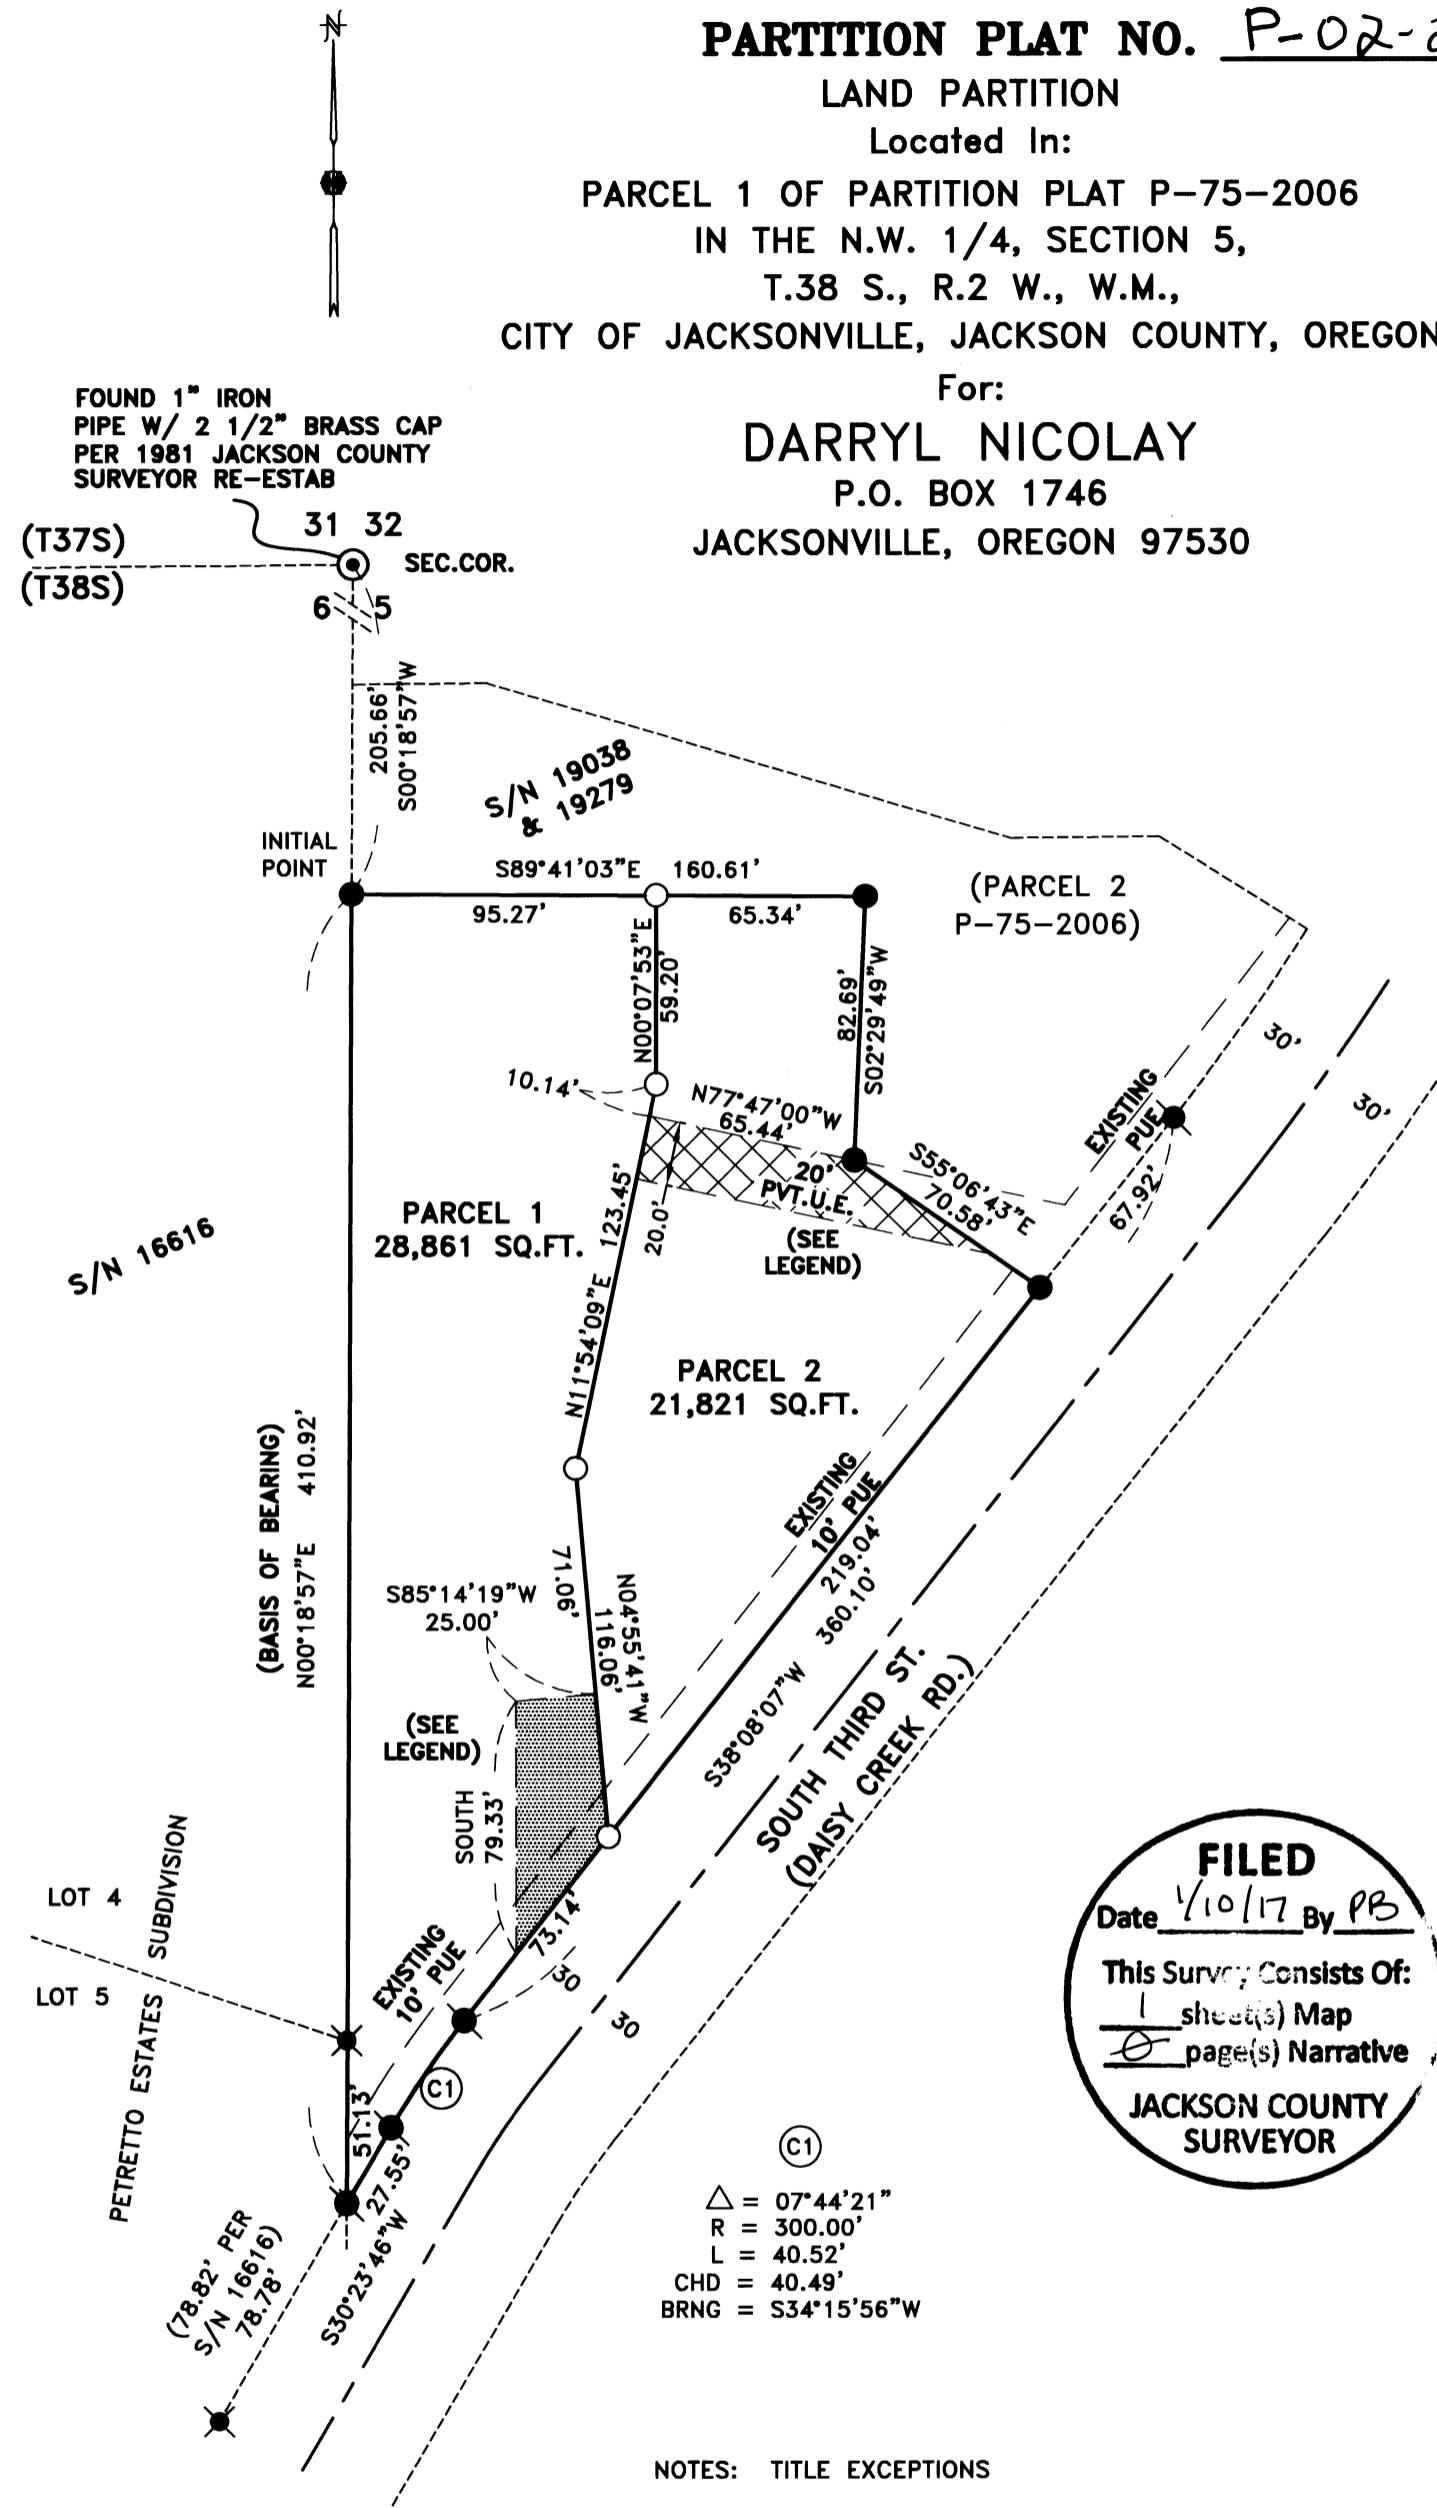 N
PARTITION PLAT NO. P-02-
LAND PARTITION
Located In:
PARCEL 1 OF PARTITION PLAT P-75-2006
IN THE N.W. 1/4, SECTION 5,
T.38 S., R.2 W., W.M.,
CITY OF JACKSONVILLE, JACKSON COUNTY, OREGON
For:
DARRYL NICOLAY
P.O. BOX 1746
JACKSONVILLE, OREGON 97530
FOUND 1" IRON
PIPE W/ 2 1/2" BRASS CAP
PER 1981 JACKSON COUNTY
SURVEYOR RE-ESTAB
31 32
(T37S)
(T38S)
SEC.COR.
6 5
205.66'
S00°18'57"W
S/N 19038
& 19279
INITIAL
POINT
S89°41'03"E 160.61'
95.27'
65.34'
(PARCEL 2
P-75-2006)
N00°07'53"E
59.20'
82.69'
S02°29'49"W
30'
30'
10.14'
N77°47'00"W
65.44'
EXISTING
PUE
67.92'
S55°06'43"E
70.58'
20'
PVT.U.E.
(SEE
LEGEND)
20.0'
N11°54'09"E 123.45'
PARCEL 1
28,861 SQ.FT.
S/N 16616
PARCEL 2
21,821 SQ.FT.
(BASIS OF BEARING)
N00°18'57"E 410.92'
EXISTING
10' PUE
219.04'
S38°08'07"W 360.10'
71.06'
N04°55'41"W
116.06'
S85°14'19"W
25.00'
(SEE
LEGEND)
SOUTH
79.33'
SOUTH THIRD ST.
(DAISY CREEK RD.)
73.14'
30
30
EXISTING
10' PUE
LOT 4
LOT 5
PETRETTO ESTATES SUBDIVISION
C1
51.13'
27.55'
S30°23'46"W
(78.82' PER
S/N 16616)
78.78'
C1
△ = 07°44'21"
R = 300.00'
L = 40.52'
CHD = 40.49'
BRNG = S34°15'56"W
FILED
Date 1/10/17 By PB
This Survey Consists Of:
1 sheet(s) Map
0 page(s) Narrative
JACKSON COUNTY
SURVEYOR
NOTES: TITLE EXCEPTIONS